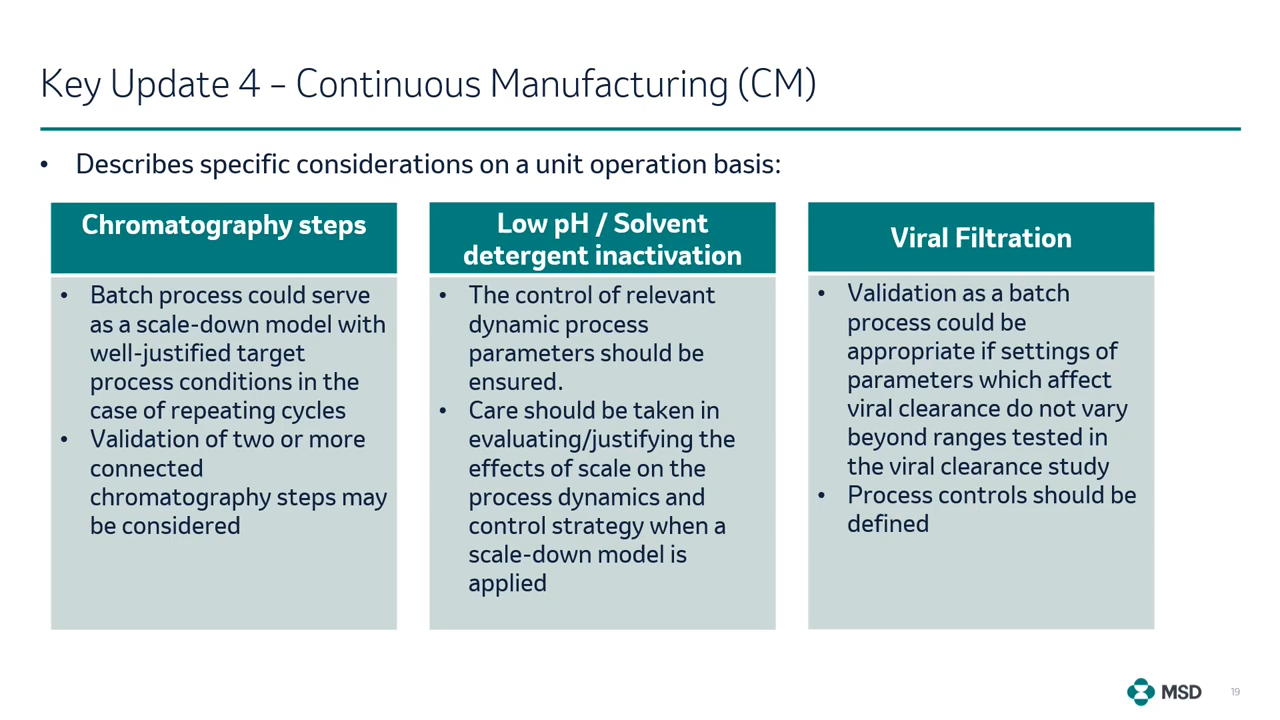 Key Update 4 – Continuous Manufacturing (CM)
• Describes specific considerations on a unit operation basis:
Chromatography steps
• Batch process could serve
as a scale-down model with
well-justified target
process conditions in the
case of repeating cycles
• Validation of two or more
connected
chromatography steps may
be considered
Low pH / Solvent
detergent inactivation
• The control of relevant
dynamic process
parameters should be
ensured.
• Care should be taken in
evaluating/justifying the
effects of scale on the
process dynamics and
control strategy when a
scale-down model is
applied
Viral Filtration
• Validation as a batch
process could be
appropriate if settings of
parameters which affect
viral clearance do not vary
beyond ranges tested in
the viral clearance study
• Process controls should be
defined
MSD
19